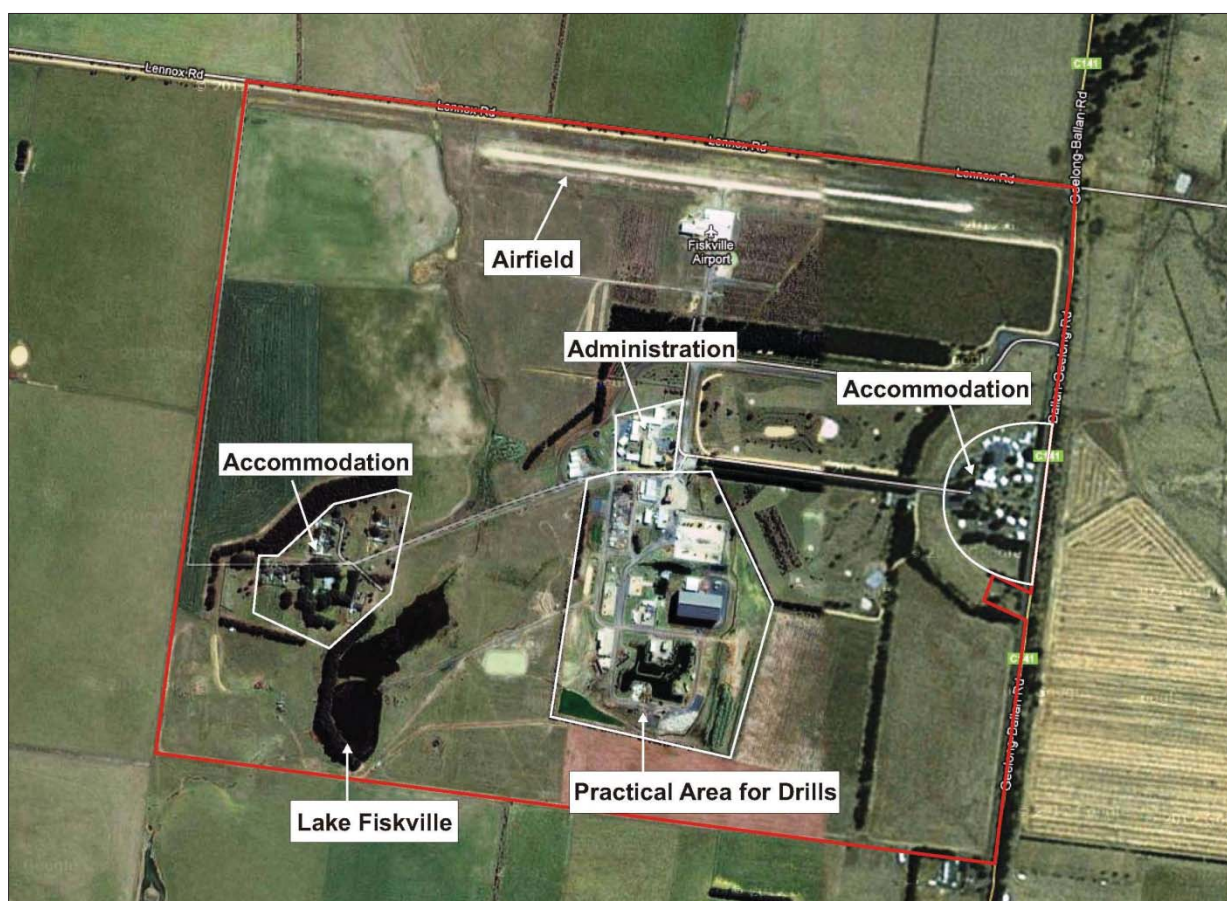 Lennox Rd
Lennox Rd
Lennox Rd
Lennox Rd
C141
Geelong-Ballan Rd
Airfield
Fiskville
Airport
Administration
Accommodation
Ballan-Geelong Rd
Accommodation
C141
C141
Geelong-Ballan Rd
Practical Area for Drills
Lake Fiskville